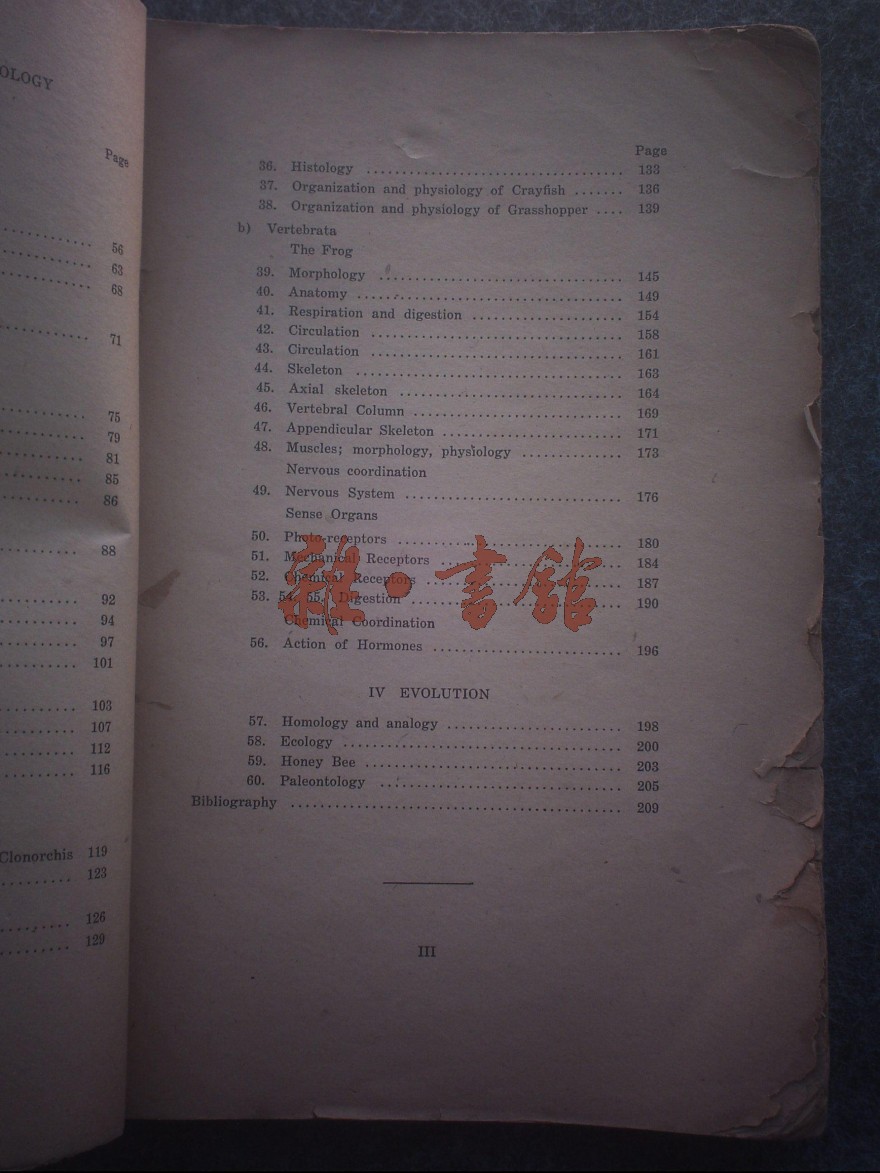 OLOGY
Page
56
63
68
71
75
79
81
85
86
88
92
94
97
101
103
107
112
116
Clonorchis 119
123
126
129
Page
36. Histology ................................... 133
37. Organization and physiology of Crayfish ....... 136
38. Organization and physiology of Grasshopper .... 139
b) Vertebrata
The Frog
39. Morphology ................................. 145
40. Anatomy .................................... 149
41. Respiration and digestion ..................... 154
42. Circulation .................................. 158
43. Circulation .................................. 161
44. Skeleton .................................... 163
45. Axial skeleton .............................. 164
46. Vertebral Column ............................ 169
47. Appendicular Skeleton ......................... 171
48. Muscles; morphology, physiology .............. 173
Nervous coordination
49. Nervous System .............................. 176
Sense Organs
50. Photo-receptors ............................... 180
51. Mechanical Receptors .......................... 184
52. Chemical Receptors ........................... 187
53. 54. 55. Digestion ............................. 190
Chemical Coordination
56. Action of Hormones .......................... 196
IV EVOLUTION
57. Homology and analogy ........................ 198
58. Ecology ...................................... 200
59. Honey Bee ................................... 203
60. Paleontology ................................. 205
Bibliography ............................................. 209
III
雜·書館